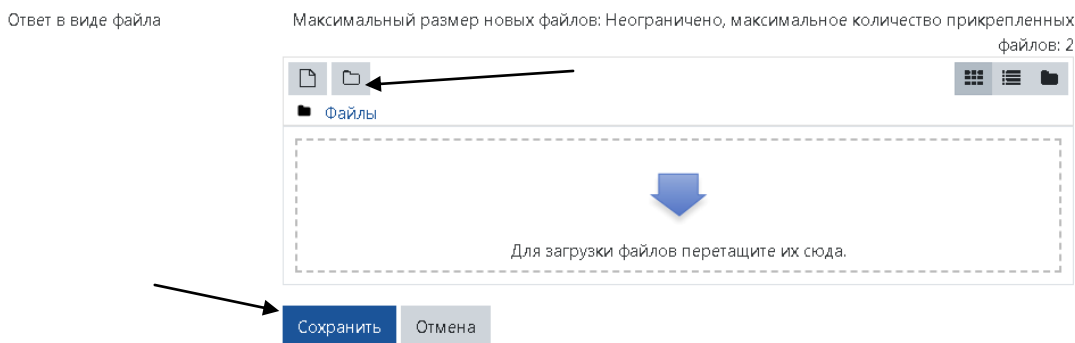 Ответ в виде файла
Максимальный размер новых файлов: Неограничено, максимальное количество прикрепленных
файлов: 2
Файлы
Для загрузки файлов перетащите их сюда.
Сохранить
Отмена